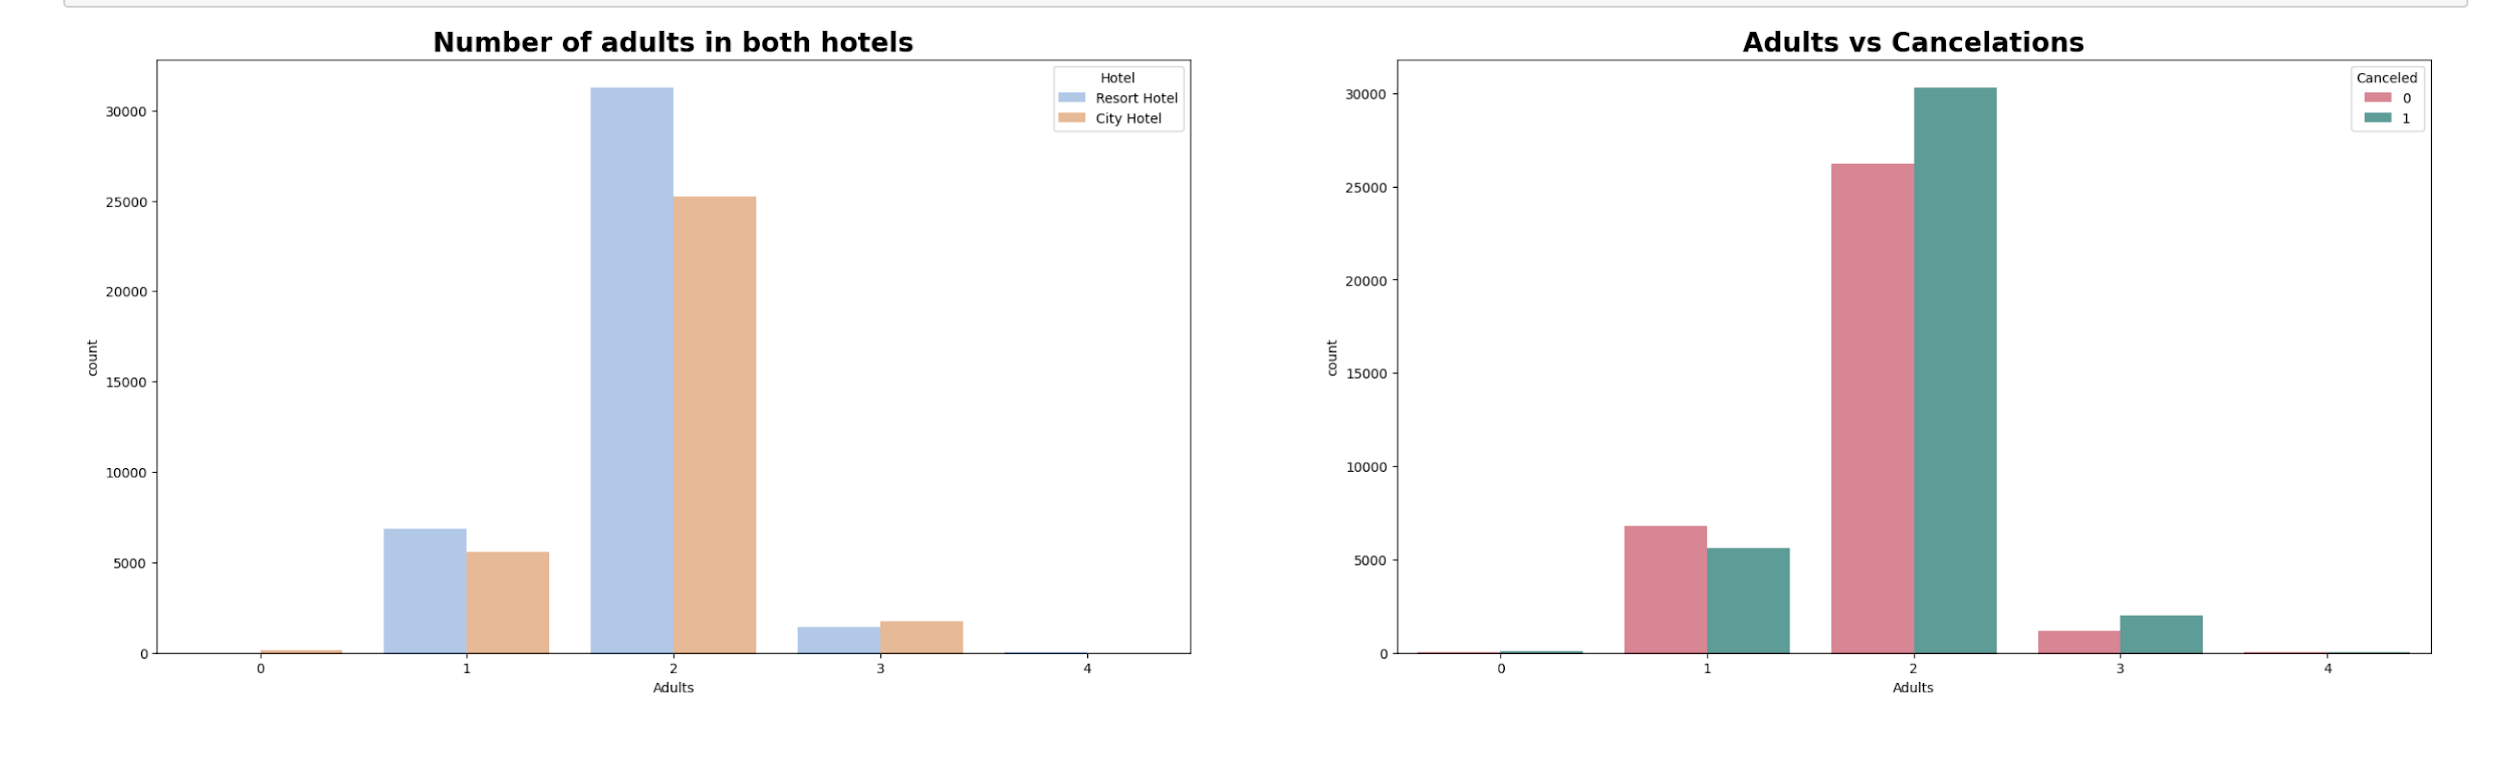 Number of adults in both hotels
Hotel
Resort Hotel
City Hotel
30000
25000
20000
15000
10000
5000
0
count
0 1 2 3 4
Adults
Adults vs Cancelations
Canceled
0
1
30000
25000
20000
15000
10000
5000
0
count
0 1 2 3 4
Adults